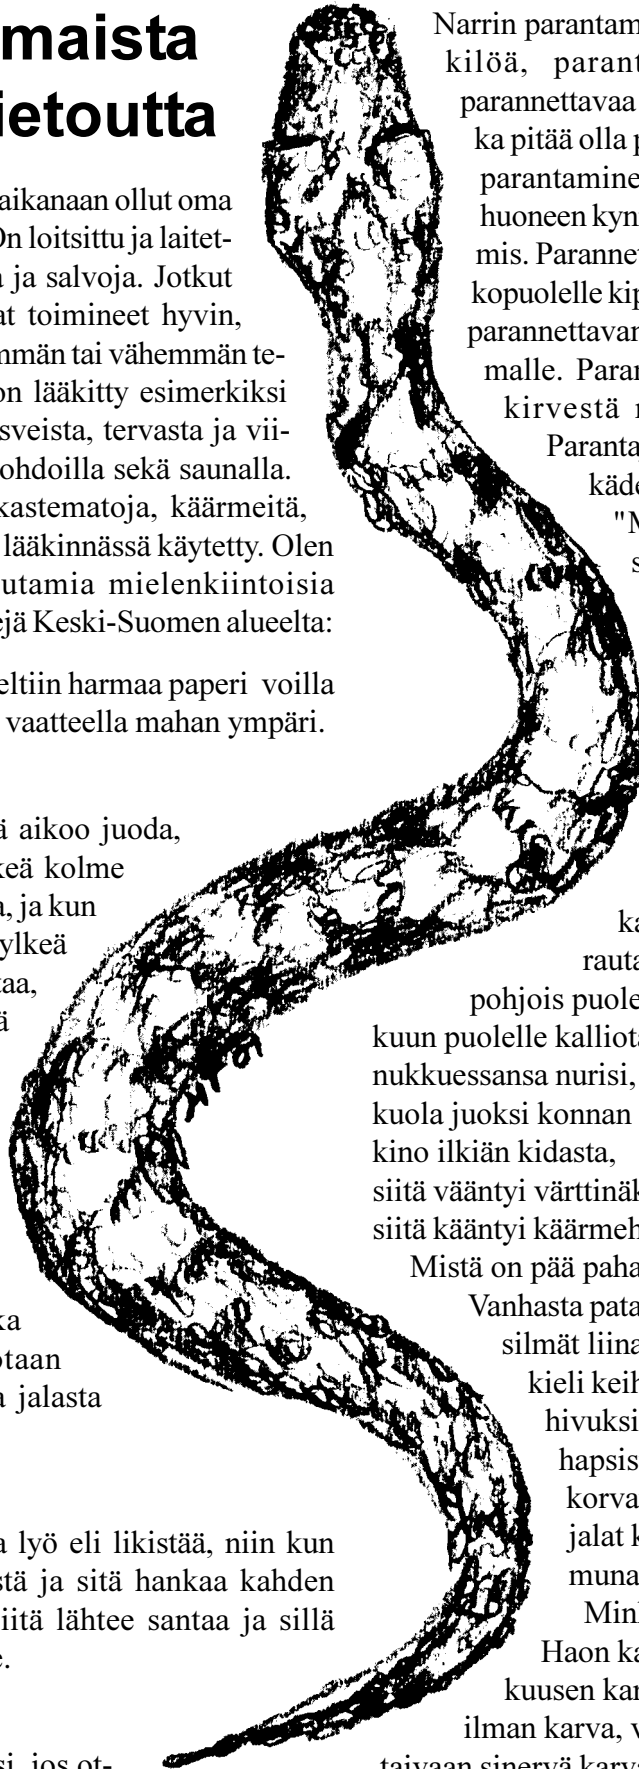 maista
ietoutta
aikanaan ollut oma
On loitsittu ja laitet-
a ja salvoja. Jotkut
at toimineet hyvin,
mmän tai vähemmän te-
on lääkitty esimerkiksi
sveista, tervasta ja vii-
ohdoilla sekä saunalla.
kastematoja, käärmeitä,
lääkinnässä käytetty. Olen
utamia mielenkiintoisia
ejä Keski-Suomen alueelta:
eltiin harmaa paperi voilla
vaatteella mahan ympäri.
ä aikoo juoda,
keä kolme
a, ja kun
ylkeä
taa,
ä
ka
otaan
a jalasta
a lyö eli likistää, niin kun
stä ja sitä hankaa kahden
iitä lähtee santaa ja sillä
e.
si, jos ot-
Narrin parantam
kilöä, parant
parannettavaa
ka pitää olla p
parantamine
huoneen kynn
mis. Parannet
kopuolelle kip
parannettavan
malle. Paran
kirvestä n
Paranta
käde
"M
s
ka
rauta
pohjois puole
kuun puolelle kalliota
nukkuessansa nurisi,
kuola juoksi konnan
kino ilkiän kidasta,
siitä vääntyi värttinäk
siitä kääntyi käärmeh
Mistä on pää paha
Vanhasta pata
silmät liina
kieli keih
hivuksi
hapsis
korva
jalat k
muna
Mink
Haon ka
kuusen kar
ilman karva, v
taivaan sinervä karva